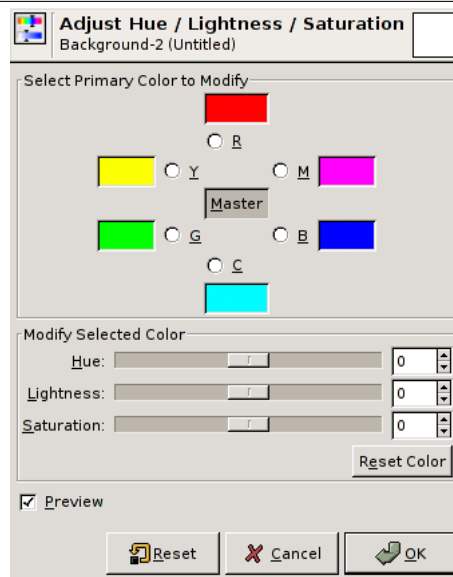 Adjust Hue / Lightness / Saturation
Background-2 (Untitled)
Select Primary Color to Modify
R
Y M
Master
G B
C
Modify Selected Color
Hue: 0
Lightness: 0
Saturation: 0
Reset Color
Preview
Reset Cancel OK